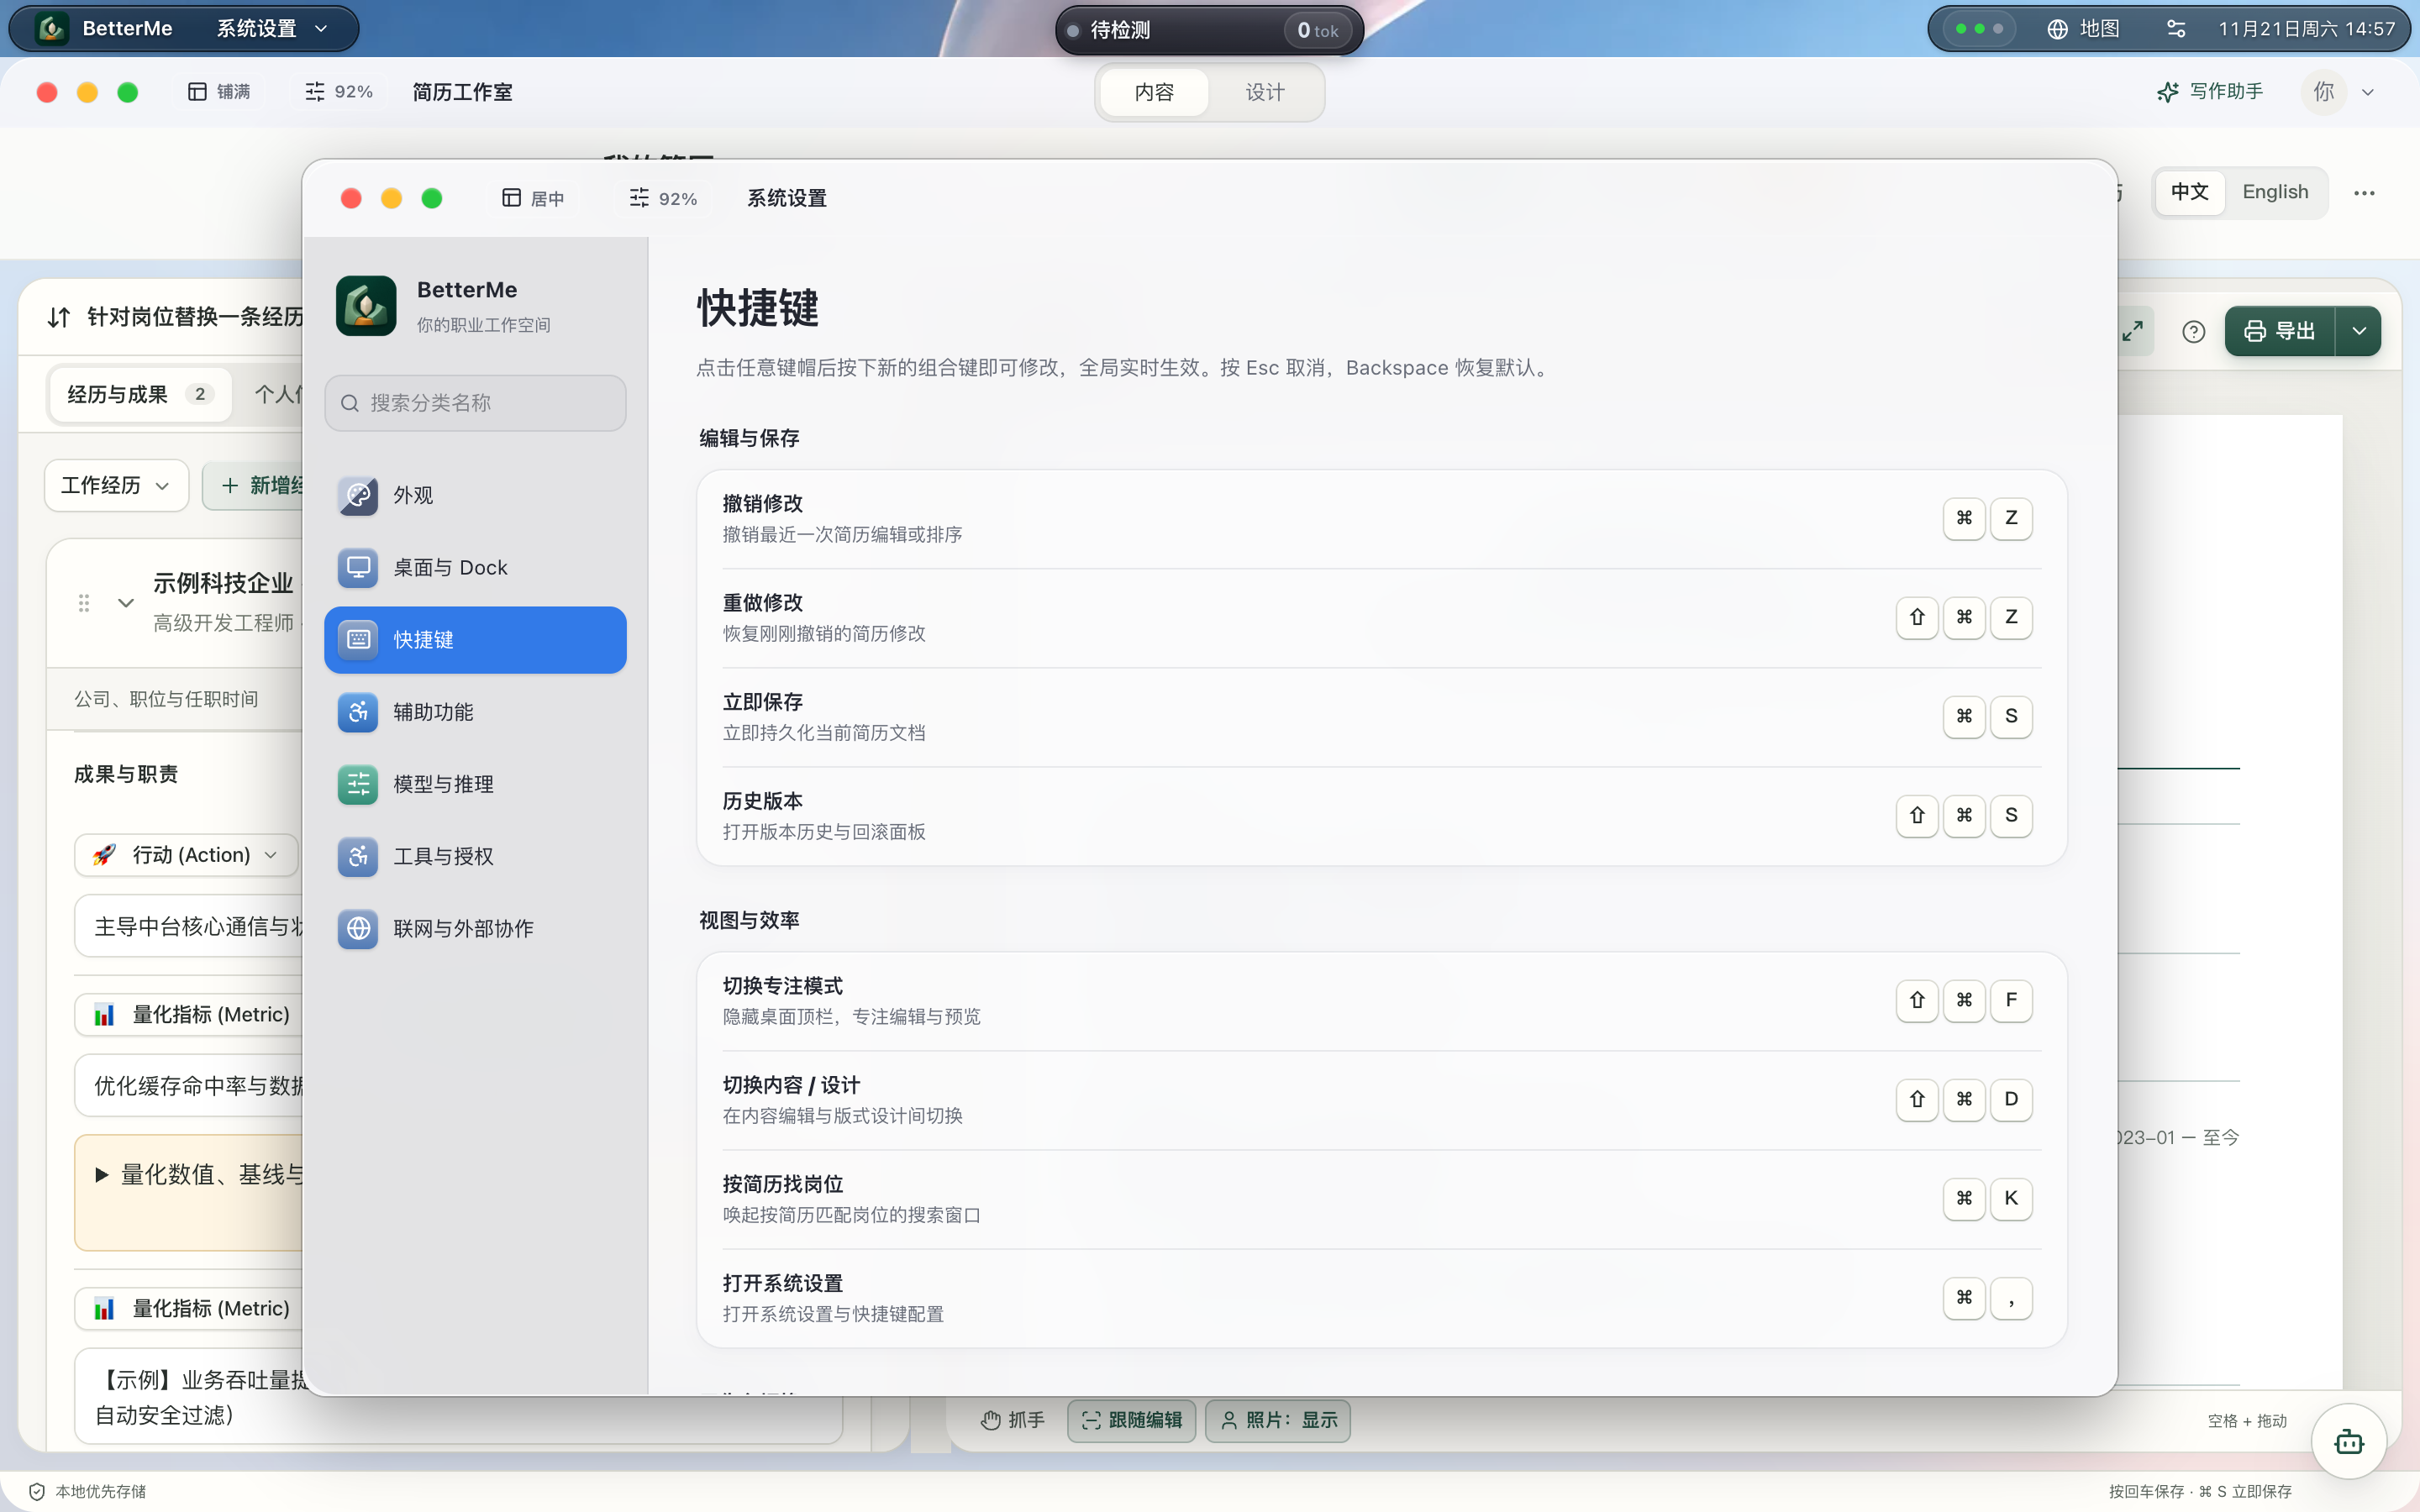 BetterMe 系统设置
待检测 0 tok
地图 11月21日周六 14:57
铺满 92% 简历工作室
内容 设计
写作助手 你
中文 English
针对岗位替换一条经历
导出
经历与成果 2
工作经历 新增
示例科技企业
高级开发工程师
公司、职位与任职时间
成果与职责
🚀 行动 (Action)
主导中台核心通信与
📊 量化指标 (Metric)
优化缓存命中率与数
▶ 量化数值、基线与
📊 量化指标 (Metric)
【示例】业务吞吐量
自动安全过滤）
居中 92% 系统设置
BetterMe
你的职业工作空间
搜索分类名称
外观
桌面与 Dock
快捷键
辅助功能
模型与推理
工具与授权
联网与外部协作
快捷键
点击任意键帽后按下新的组合键即可修改，全局实时生效。按 Esc 取消，Backspace 恢复默认。
编辑与保存
撤销修改 ⌘ Z
撤销最近一次简历编辑或排序
重做修改 ⇧ ⌘ Z
恢复刚刚撤销的简历修改
立即保存 ⌘ S
立即持久化当前简历文档
历史版本 ⇧ ⌘ S
打开版本历史与回滚面板
视图与效率
切换专注模式 ⇧ ⌘ F
隐藏桌面顶栏，专注编辑与预览
切换内容 / 设计 ⇧ ⌘ D
在内容编辑与版式设计间切换
按简历找岗位 ⌘ K
唤起按简历匹配岗位的搜索窗口
打开系统设置 ⌘ ,
打开系统设置与快捷键配置
023-01 — 至今
抓手 跟随编辑 照片：显示
空格 + 拖动
本地优先存储
按回车保存 · ⌘ S 立即保存